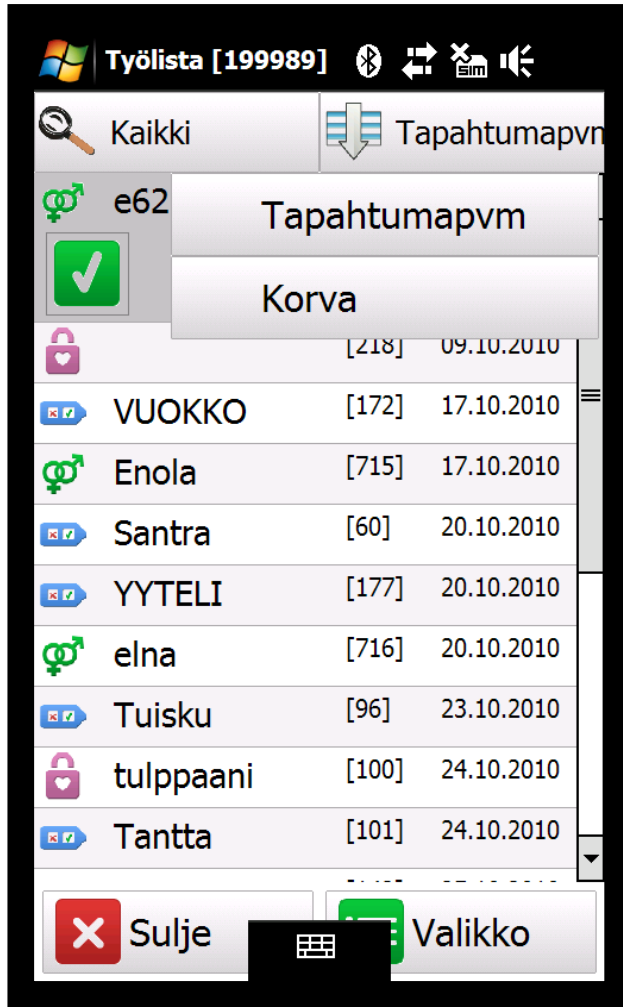 Työlista [199989]
SIM
Kaikki
Tapahtumapvm
e62
Tapahtumapvm
Korva
[218] 09.10.2010
VUOKKO [172] 17.10.2010
Enola [715] 17.10.2010
Santra [60] 20.10.2010
YYTELI [177] 20.10.2010
elna [716] 20.10.2010
Tuisku [96] 23.10.2010
tulppaani [100] 24.10.2010
Tantta [101] 24.10.2010
Sulje
Valikko